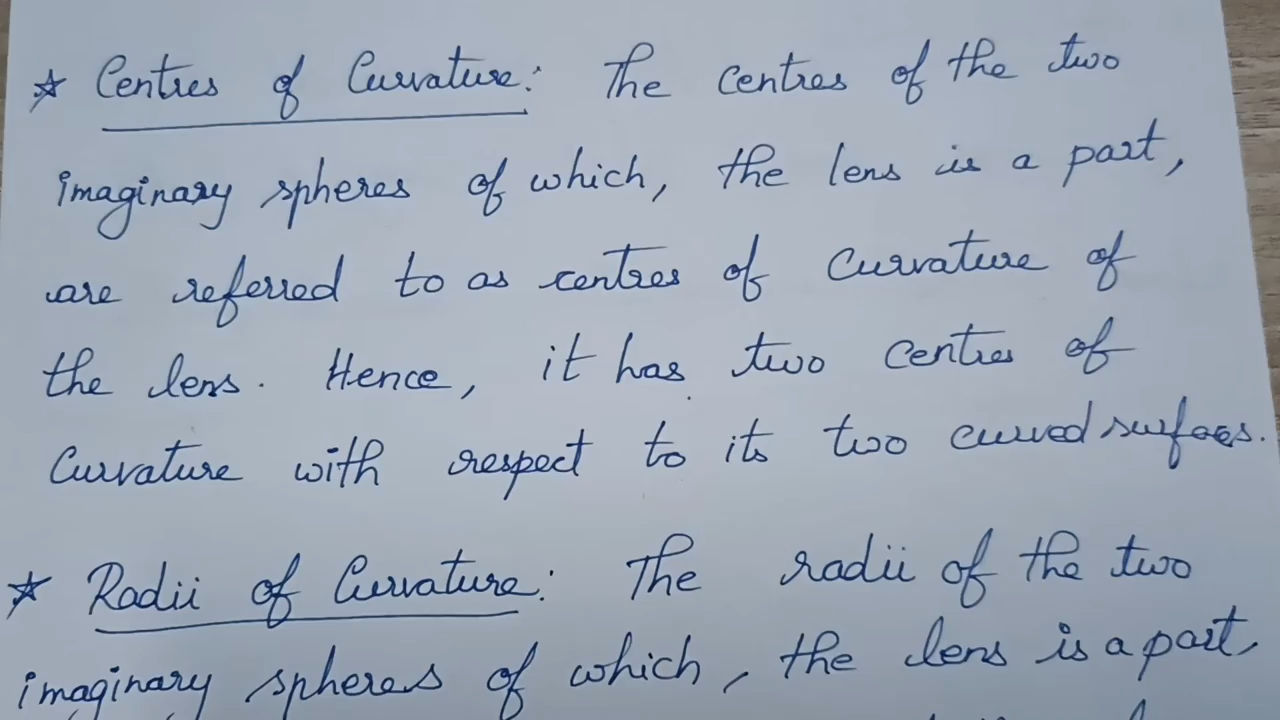 ☆ Centres of Curvature: The centres of the two
imaginary spheres of which, the lens is a part,
are referred to as centres of curvature of
the lens. Hence, it has two centres of
Curvature with respect to its two curved surfaces.
☆ Radii of Curvature: The radii of the two
imaginary spheres of which, the lens is a part,